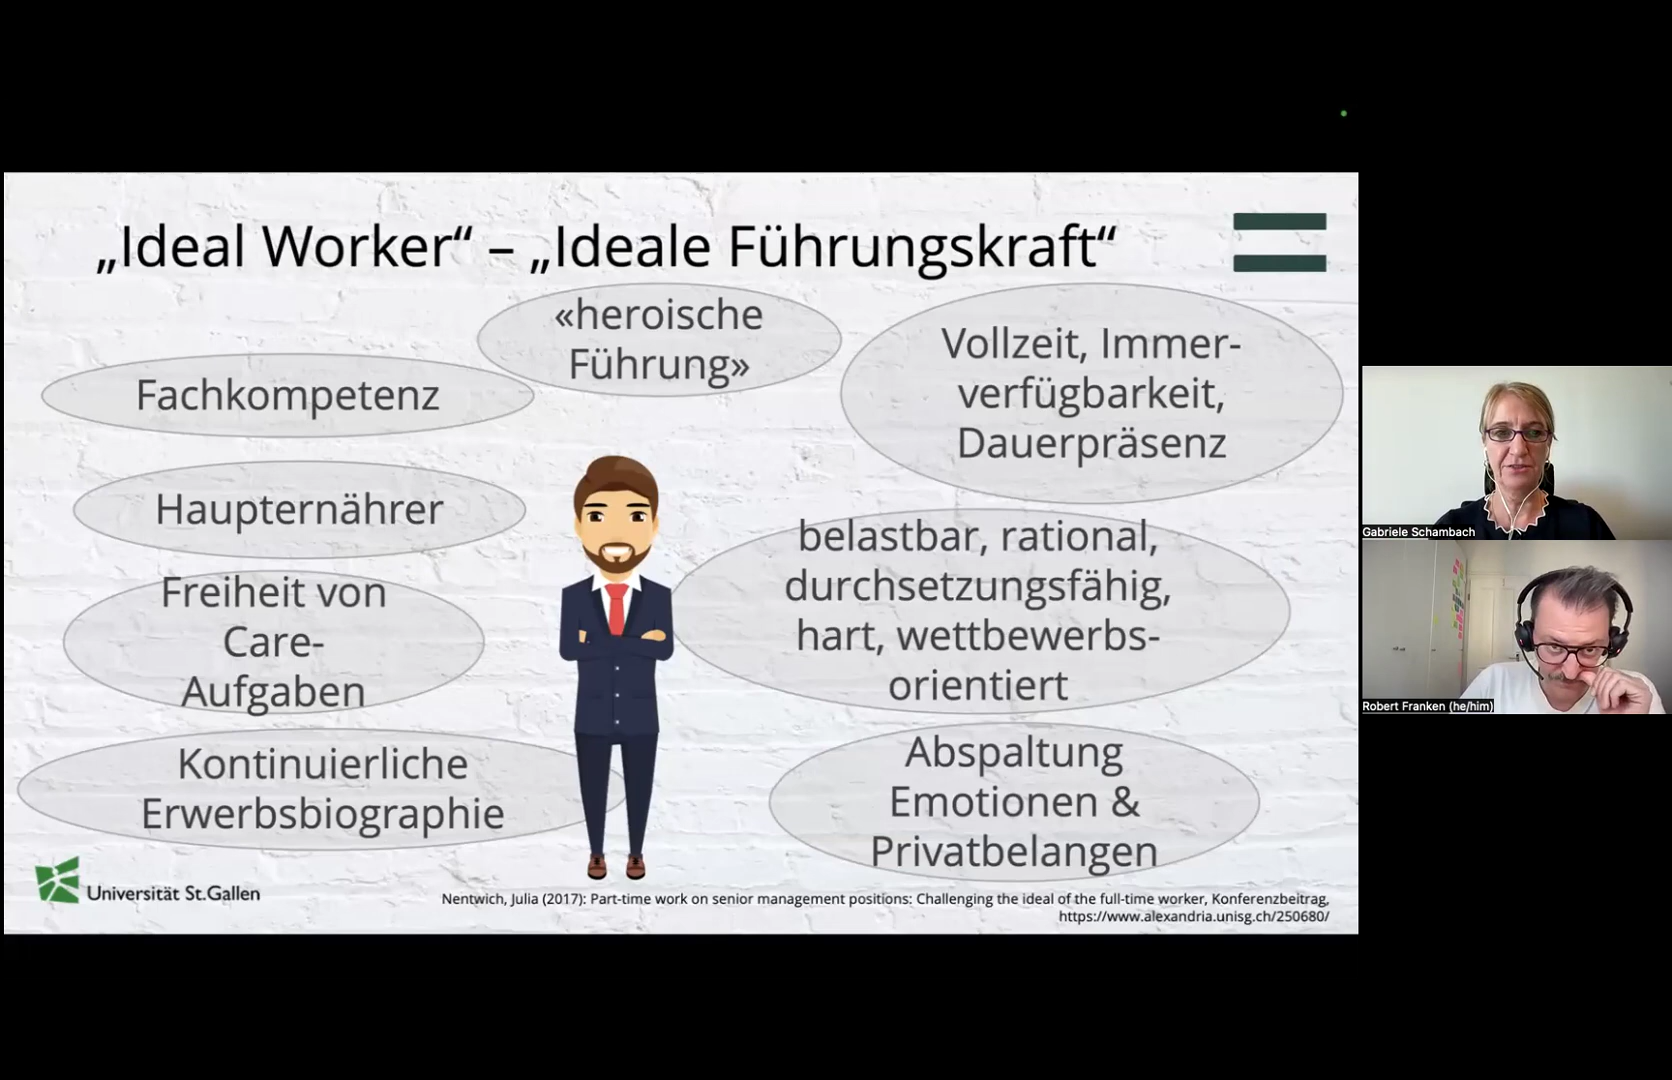 „Ideal Worker“ – „Ideale Führungskraft“
«heroische
Führung»
Fachkompetenz
Vollzeit, Immer-
verfügbarkeit,
Dauerpräsenz
Haupternährer
belastbar, rational,
durchsetzungsfähig,
hart, wettbewerbs-
orientiert
Freiheit von
Care-
Aufgaben
Kontinuierliche
Erwerbsbiographie
Abspaltung
Emotionen &
Privatbelangen
Universität St.Gallen
Nentwich, Julia (2017): Part-time work on senior management positions: Challenging the ideal of the full-time worker, Konferenzbeitrag,
https://www.alexandria.unisg.ch/250680/
Gabriele Schambach
Robert Franken (he/him)